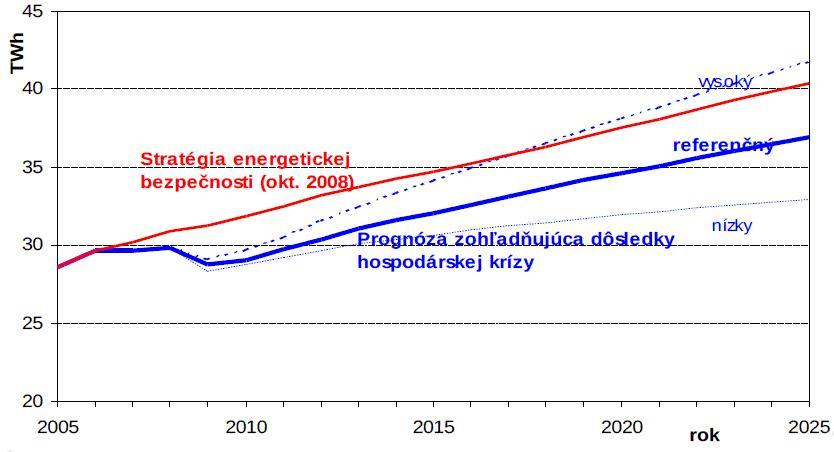 45
TWh
40
vysoký
Stratégia energetickej
bezpečnosti (okt. 2008)
referenčný
35
nízky
30
Prognóza zohľadňujúca dôsledky
hospodárskej krízy
25
20
2005
2010
2015
2020
2025
rok